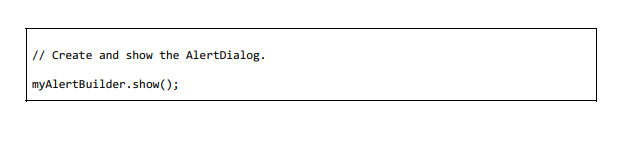 // Create and show the AlertDialog.
myAlertBuilder.show();